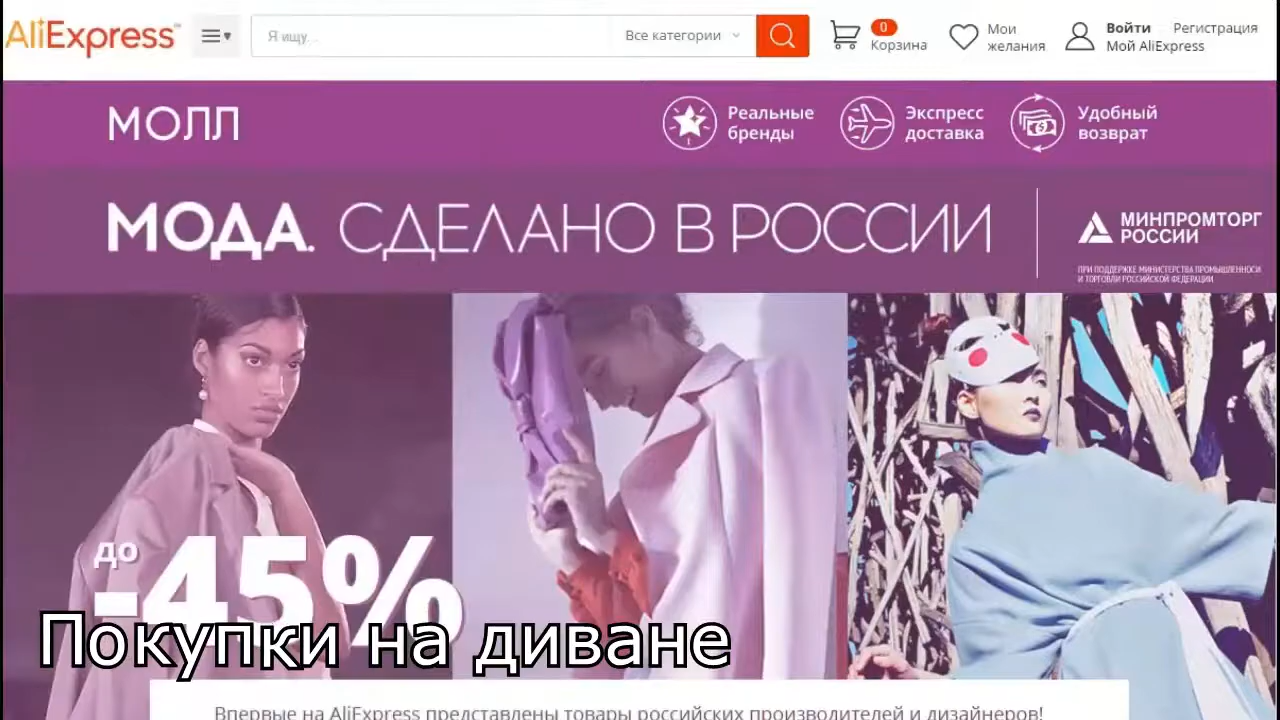 AliExpress
Я ищу...
Все категории
0
Корзина
Мои
желания
Войти
Регистрация
Мой AliExpress
МОЛЛ
Реальные
бренды
Экспресс
доставка
Удобный
возврат
МОДА. СДЕЛАНО В РОССИИ
МИНПРОМТОРГ
РОССИИ
ПРИ ПОДДЕРЖКЕ МИНИСТЕРСТВА ПРОМЫШЛЕННОСИ
И ТОРГОВЛИ РОССИЙСКОЙ ФЕДЕРАЦИИ
до
-45%
Покупки на диване
Впервые на AliExpress представлены товары российских производителей и дизайнеров!